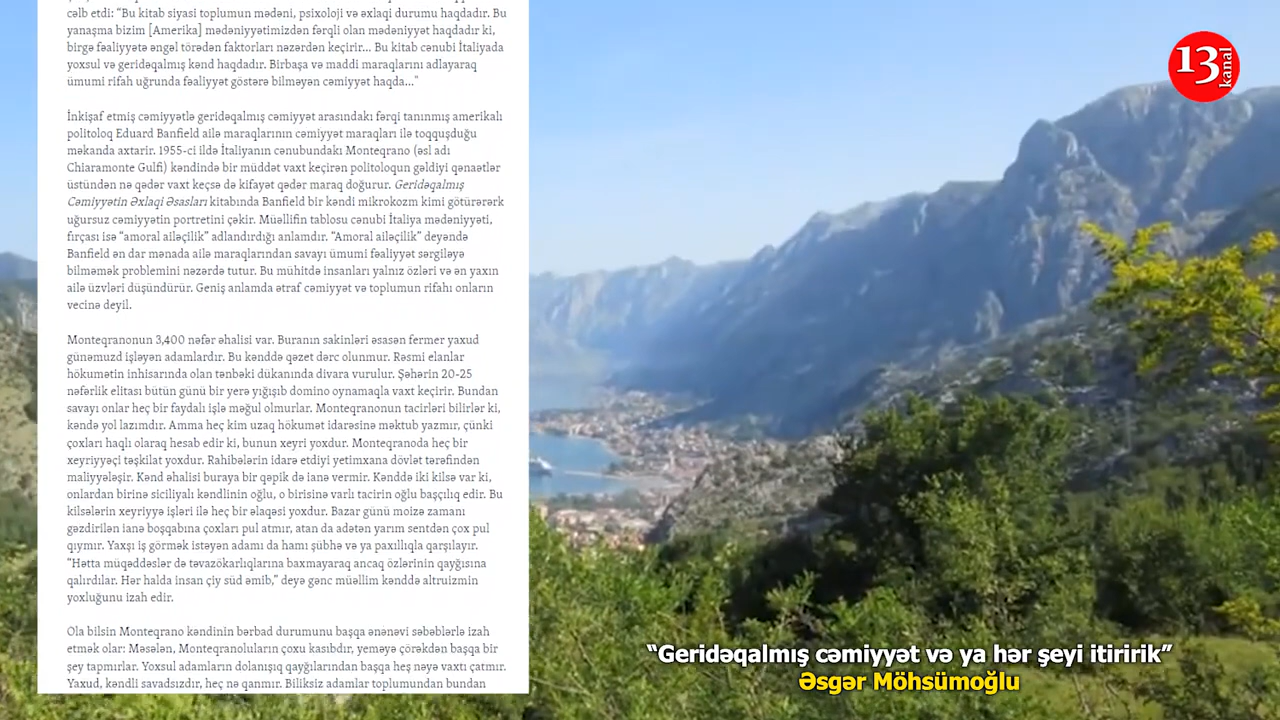 cəlb etdi: “Bu kitab siyasi toplumun mədəni, psixoloji və əxlaqi durumu haqdadır. Bu
yanaşma bizim [Amerika] mədəniyyətimizdən fərqli olan mədəniyyət haqdadır ki,
birgə fəaliyyətə əngəl törədən faktorları nəzərdən keçirir... Bu kitab cənubi İtaliyada
yoxsul və geridəqalmış kənd haqdadır. Birbaşa və maddi maraqlarını adlayaraq
ümumi rifah uğrunda fəaliyyət göstərə bilməyən cəmiyyət haqda..."
İnkişaf etmiş cəmiyyətlə geridəqalmış cəmiyyət arasındakı fərqi tanınmış amerikalı
politoloq Eduard Banfield ailə maraqlarının cəmiyyət maraqları ilə toqquşduğu
məkanda axtarir. 1955-ci ildə İtaliyanın cənubundakı Monteqrano (əsl adı
Chiaramonte Gulfi) kəndində bir müddət vaxt keçirən politoloqun gəldiyi qənaətlər
üstündən nə qədər vaxt keçsə də kifayət qədər maraq doğurur. Geridəqalmış
Cəmiyyətin Əxlaqi Əsasları kitabında Banfield bir kəndi mikrokozm kimi götürərərk
uğursuz cəmiyyətin portretini çəkir. Müəllifin tablosu cənubi İtaliya mədəniyyəti,
fırçası isə “amoral ailəçilik” adlandırdığı anlamdır. “Amoral ailəçilik” deyəndə
Banfield ən dar mənada ailə maraqlarından savayı ümumi fəaliyyət sərgiləyə
bilməmək problemini nəzərdə tutur. Bu mühitdə insanları yalnız özləri və ən yaxın
ailə üzvləri düşündürür. Geniş anlamda ətraf cəmiyyət və toplumun rifahı onların
vecinə deyil.
Monteqranonun 3,400 nəfər əhalisi var. Buranın sakinləri əsasən fermer yaxud
günəmuzd işləyən adamlardır. Bu kənddə qəzet dərc olunmur. Rəsmi elanlar
hökumətin inhisarında olan tənbəki dükanında divara vurulur. Şəhərin 20-25
nəfərlik elitası bütün günü bir yerə yığışıb domino oynamaqla vaxt keçirir. Bundan
savayı onlar heç bir faydalı işlə məğul olmurlar. Monteqranonun tacirləri bilirlər ki,
kəndə yol lazımdır. Amma heç kim uzaq hökumət idarəsinə məktub yazmır, çünki
çoxları haqlı olaraq hesab edir ki, bunun xeyri yoxdur. Monteqranoda heç bir
xeyriyyəçi təşkilat yoxdur. Rahibələrin idarə etdiyi yetimxana dövlət tərəfindən
maliyyələşir. Kənd əhalisi buraya bir qəpik də ianə vermir. Kənddə iki kilsə var ki,
onlardan birinə siciliyalı kəndlinin oğlu, o birisinə varlı tacirin oğlu başçılıq edir. Bu
kilsələrin xeyriyyə işləri ilə heç bir əlaqəsi yoxdur. Bazar günü moizə zamanı
gəzdirilən ianə boşqabına çoxları pul atmır, atan da adətən yarım sentdən çox pul
qıymır. Yaxşı iş görmək istəyən adamı da hamı şübhə və ya paxıllıqla qarşılayır.
“Hətta müqəddəslər də təvazökarlıqlarına baxmayaraq ancaq özlərinin qayğısına
qalırdılar. Hər halda insan çiy süd əmib,” deyə gənc müəllim kənddə altruizmin
yoxluğunu izah edir.
Ola bilsin Monteqrano kəndinin bərbad durumunu başqa ənənəvi səbəblərlə izah
etmək olar: Məsələn, Monteqranoluların çoxu kasıbdır, yeməyə çörəkdən başqa bir
şey tapmırlar. Yoxsul adamların dolanışıq qayğılarından başqa heş nəyə vaxtı çatmır.
Yaxud, kəndli savadsızdır, heç nə qanmır. Biliksiz adamlar toplumundan bundan
13
kanal
“Geridəqalmış cəmiyyət və ya hər şeyi itiririk”
Əsgər Möhsümoğlu